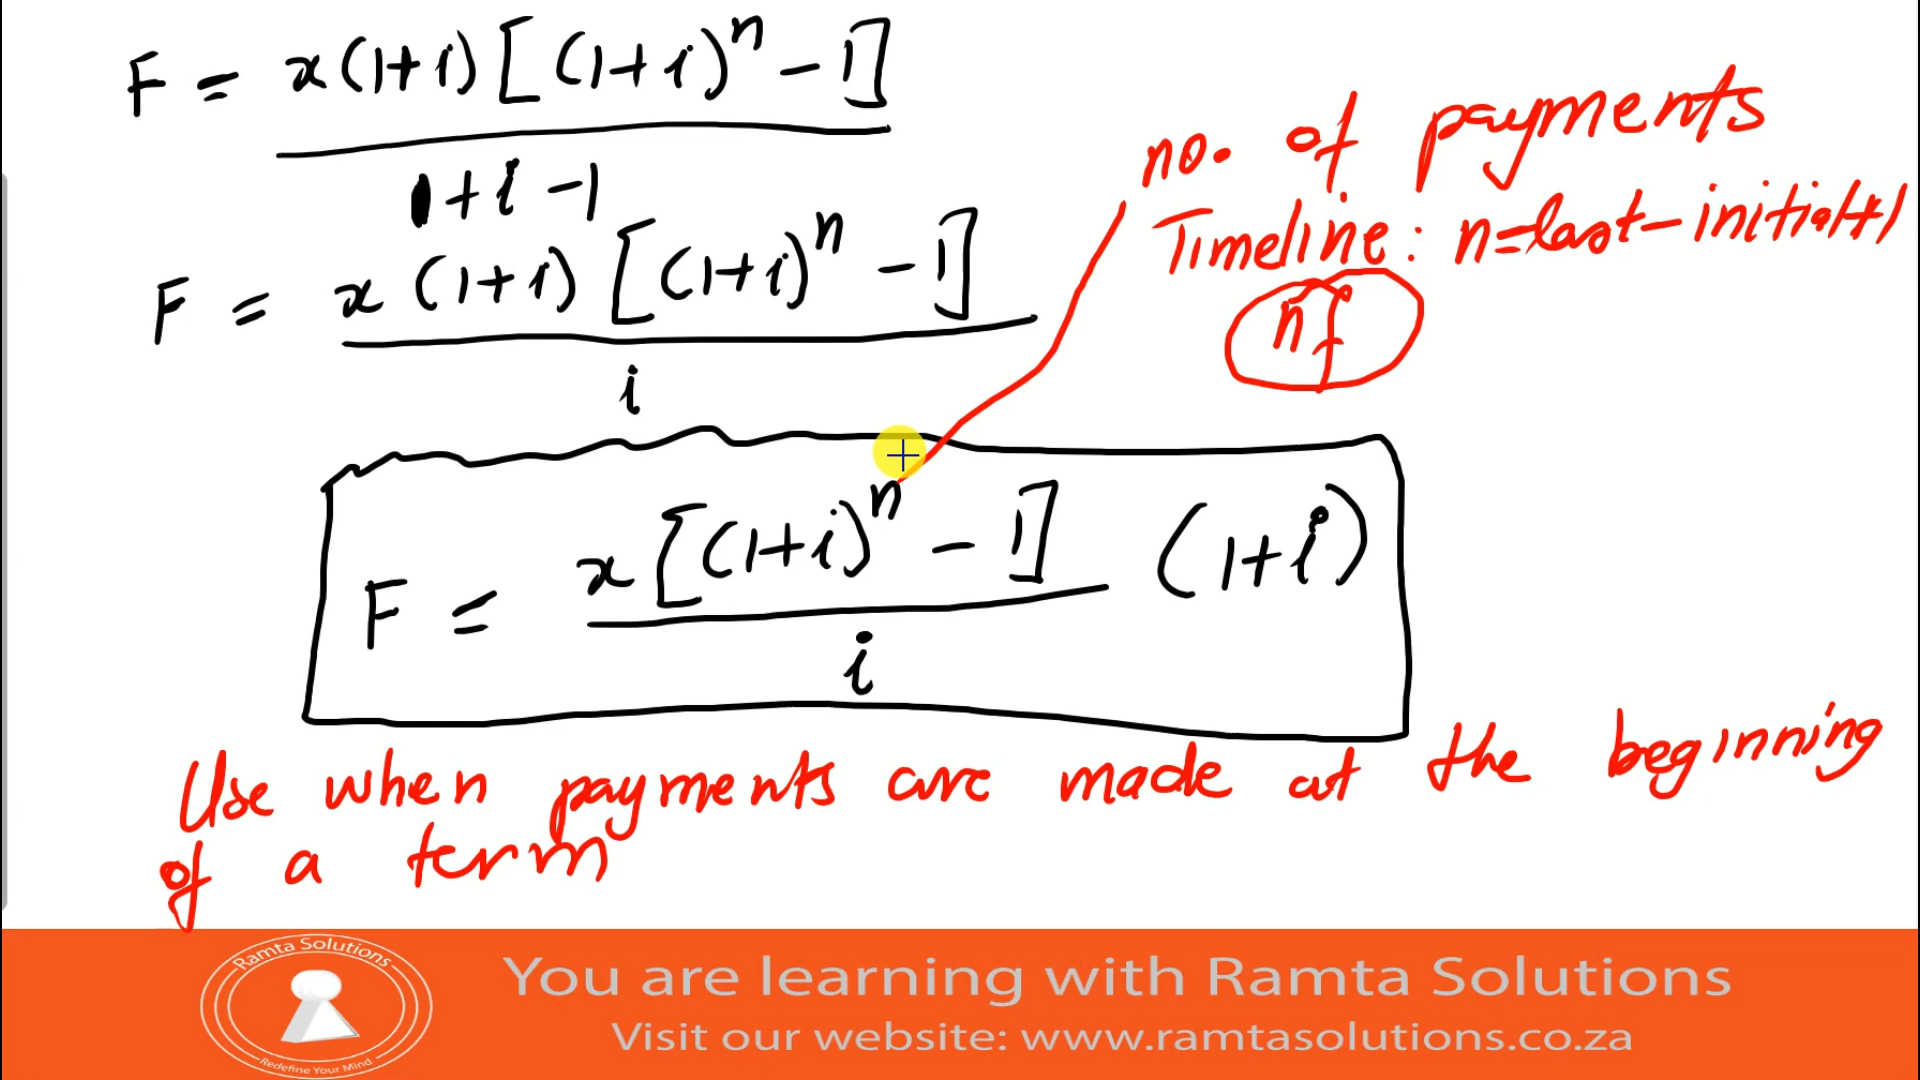 F = x(1+i)[(1+i)^n - 1] / 1+i-1
F = x(1+i)[(1+i)^n - 1] / i
no. of payments
Timeline: n=last-initial+1
nf
F = x[(1+i)^n - 1] / i (1+i)
Use when payments are made at the beginning
of a term
Ramta Solutions
Redefine Your Mind
You are learning with Ramta Solutions
Visit our website: www.ramtasolutions.co.za